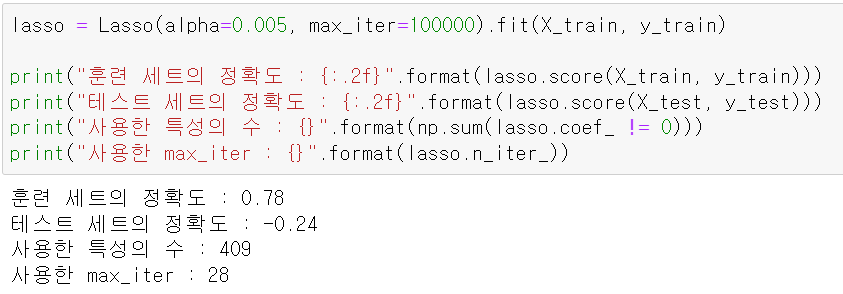 lasso = Lasso(alpha=0.005, max_iter=100000).fit(X_train, y_train)
print("훈련 세트의 정확도 : {:.2f}".format(lasso.score(X_train, y_train)))
print("테스트 세트의 정확도 : {:.2f}".format(lasso.score(X_test, y_test)))
print("사용한 특성의 수 : {}".format(np.sum(lasso.coef_ != 0)))
print("사용한 max_iter : {}".format(lasso.n_iter_))
훈련 세트의 정확도 : 0.78
테스트 세트의 정확도 : -0.24
사용한 특성의 수 : 409
사용한 max_iter : 28